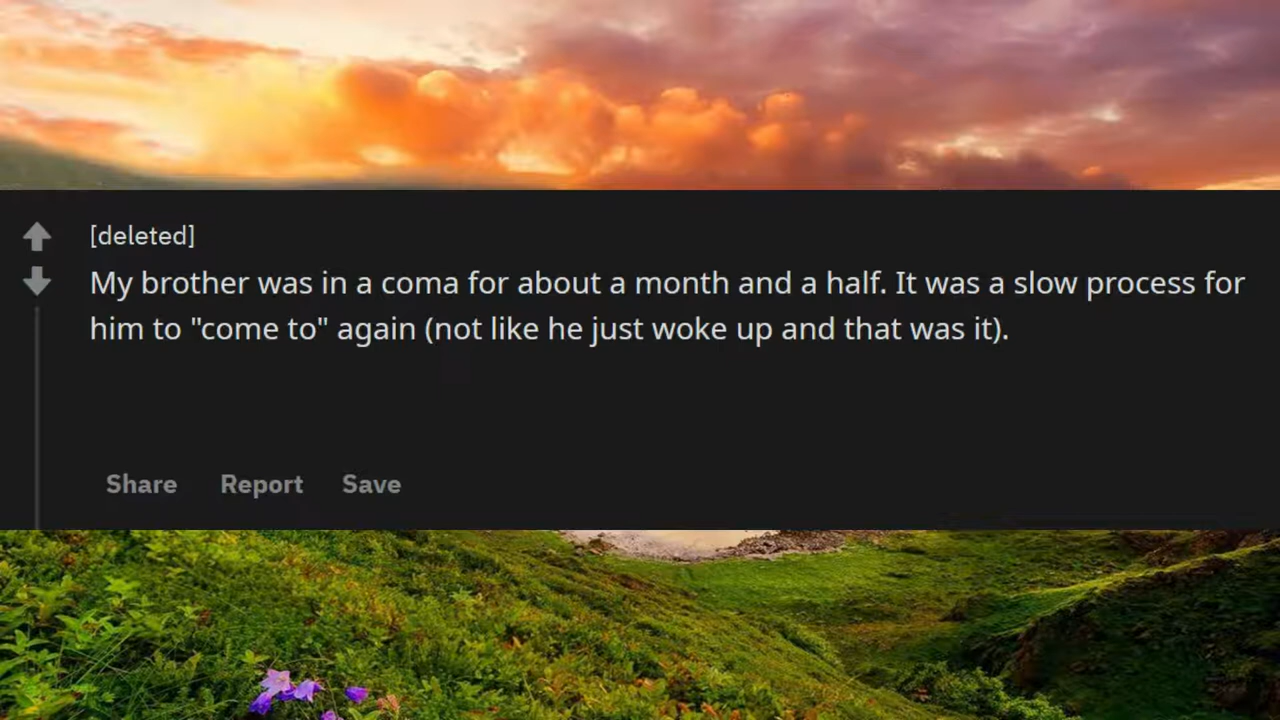 [deleted]
My brother was in a coma for about a month and a half. It was a slow process for
him to "come to" again (not like he just woke up and that was it).
Share Report Save